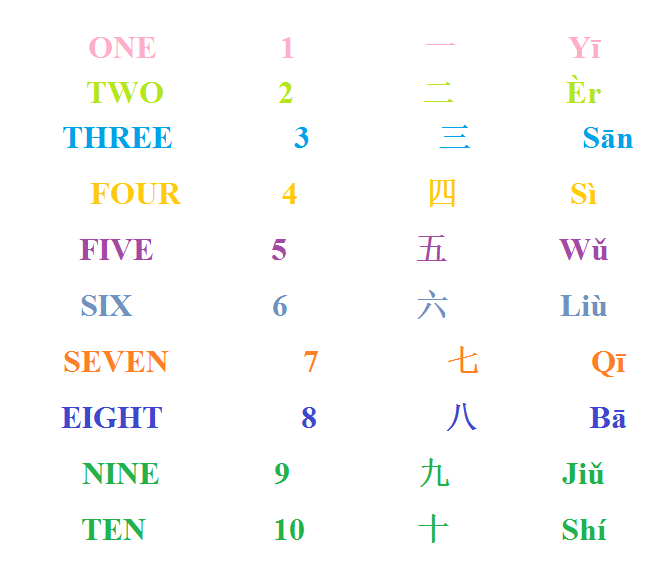 ONE 1 一 Yī
TWO 2 二 Èr
THREE 3 三 Sān
FOUR 4 四 Sì
FIVE 5 五 Wǔ
SIX 6 六 Liù
SEVEN 7 七 Qī
EIGHT 8 八 Bā
NINE 9 九 Jiǔ
TEN 10 十 Shí